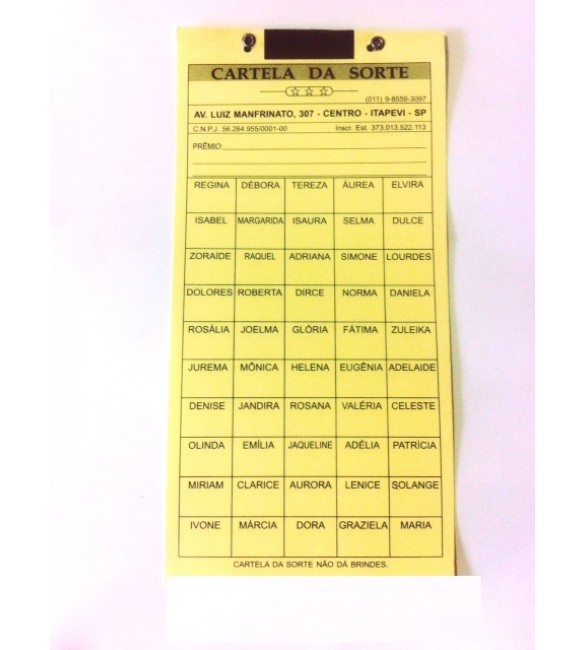 CARTELA DA SORTE
(011) 9-8559-3097
AV. LUIZ MANFRINATO, 307 - CENTRO - ITAPEVI - SP
C.N.P.J. 56.264.955/0001-00 Inscr. Est. 373.013.522.113
PRÊMIO:
REGINA DÉBORA TEREZA ÁUREA ELVIRA
ISABEL MARGARIDA ISAURA SELMA DULCE
ZORAIDE RAQUEL ADRIANA SIMONE LOURDES
DOLORES ROBERTA DIRCE NORMA DANIELA
ROSÁLIA JOELMA GLÓRIA FÁTIMA ZULEIKA
JUREMA MÔNICA HELENA EUGÊNIA ADELAIDE
DENISE JANDIRA ROSANA VALÉRIA CELESTE
OLINDA EMÍLIA JAQUELINE ADÉLIA PATRÍCIA
MIRIAM CLARICE AURORA LENICE SOLANGE
IVONE MÁRCIA DORA GRAZIELA MARIA
CARTELA DA SORTE NÃO DÁ BRINDES.